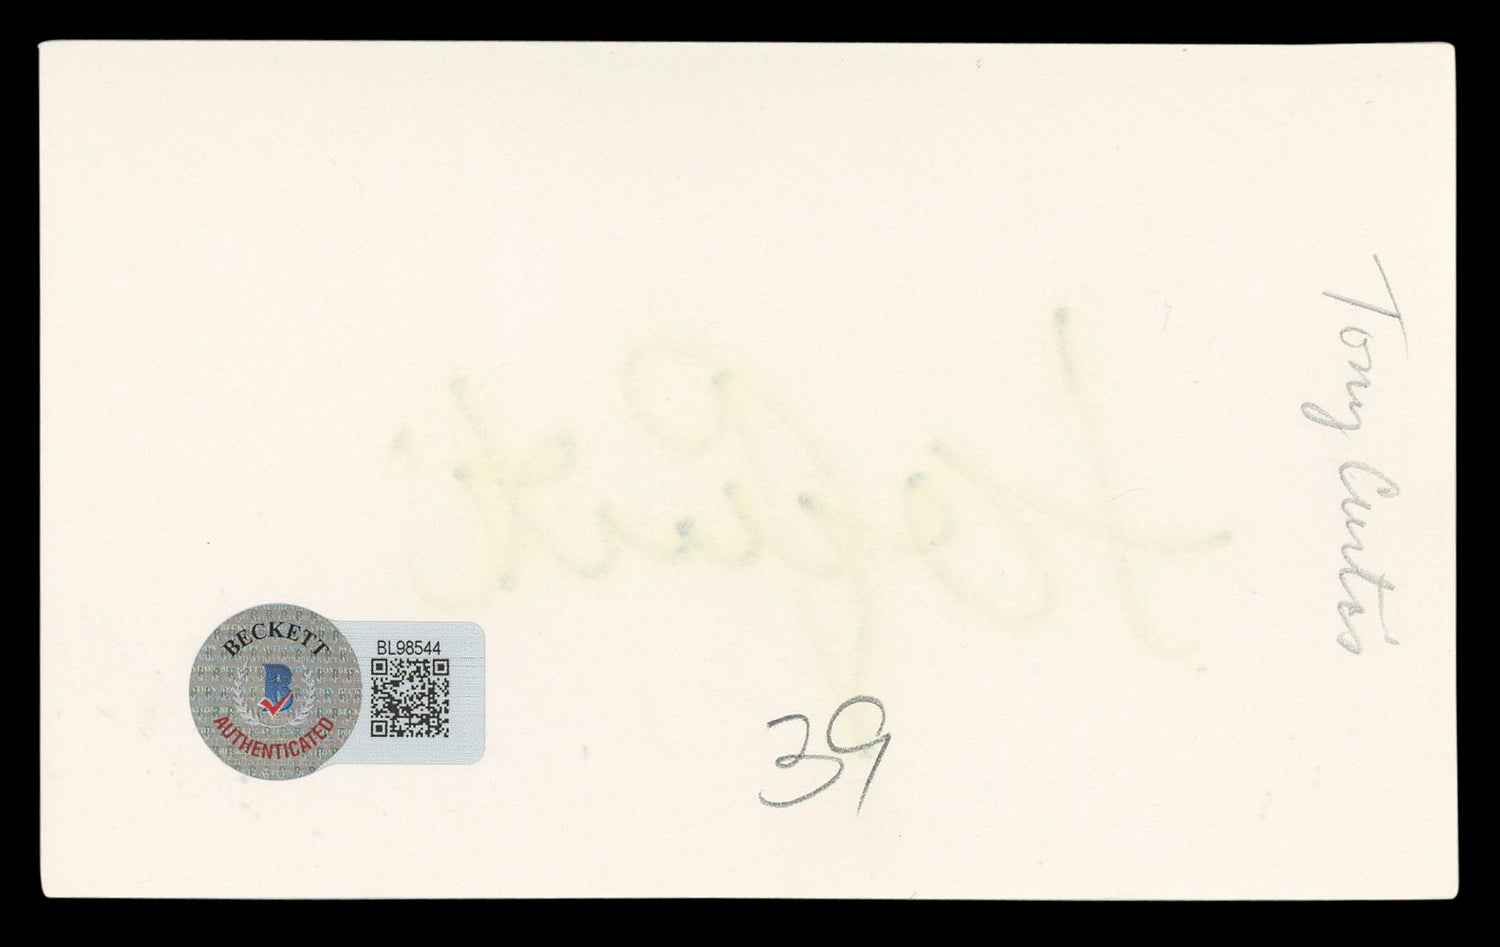 Tony Curtis
BECKETT
B
AUTHENTICATED
BL98544
39